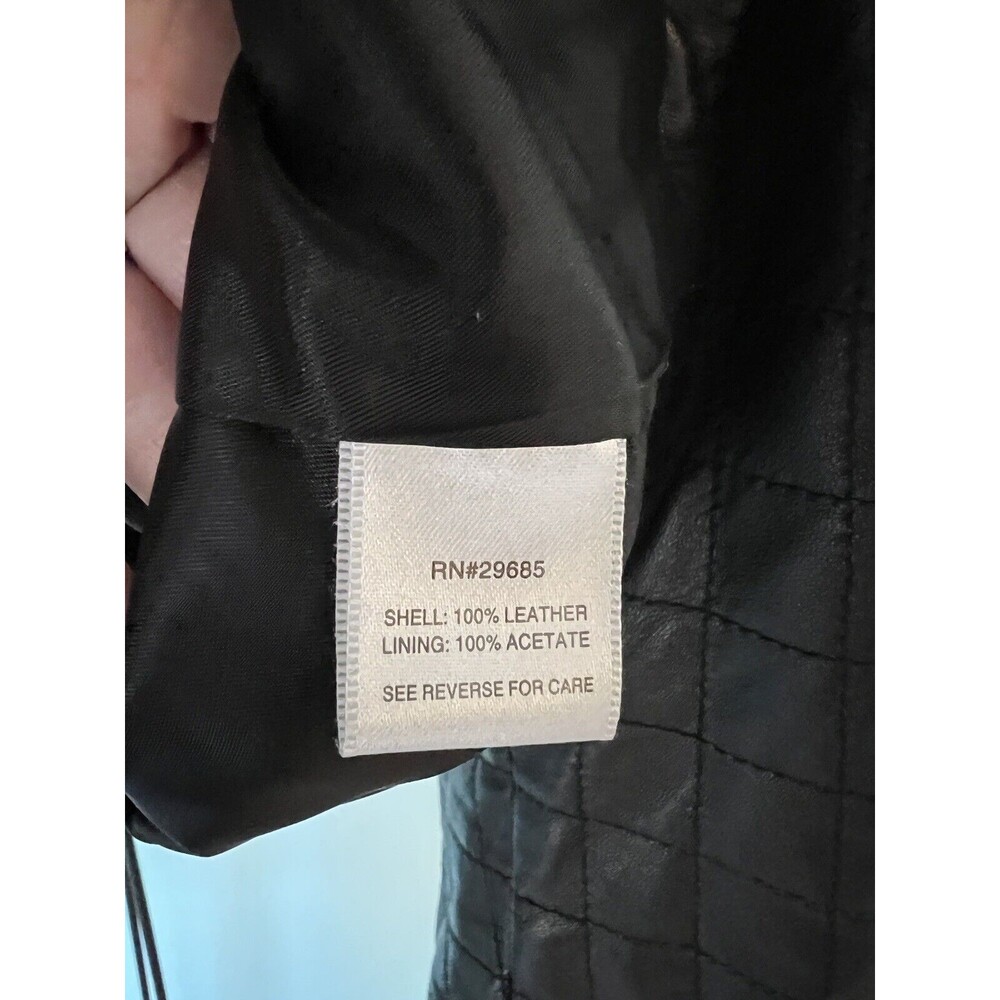 RN#29685
SHELL: 100% LEATHER
LINING: 100% ACETATE
SEE REVERSE FOR CARE